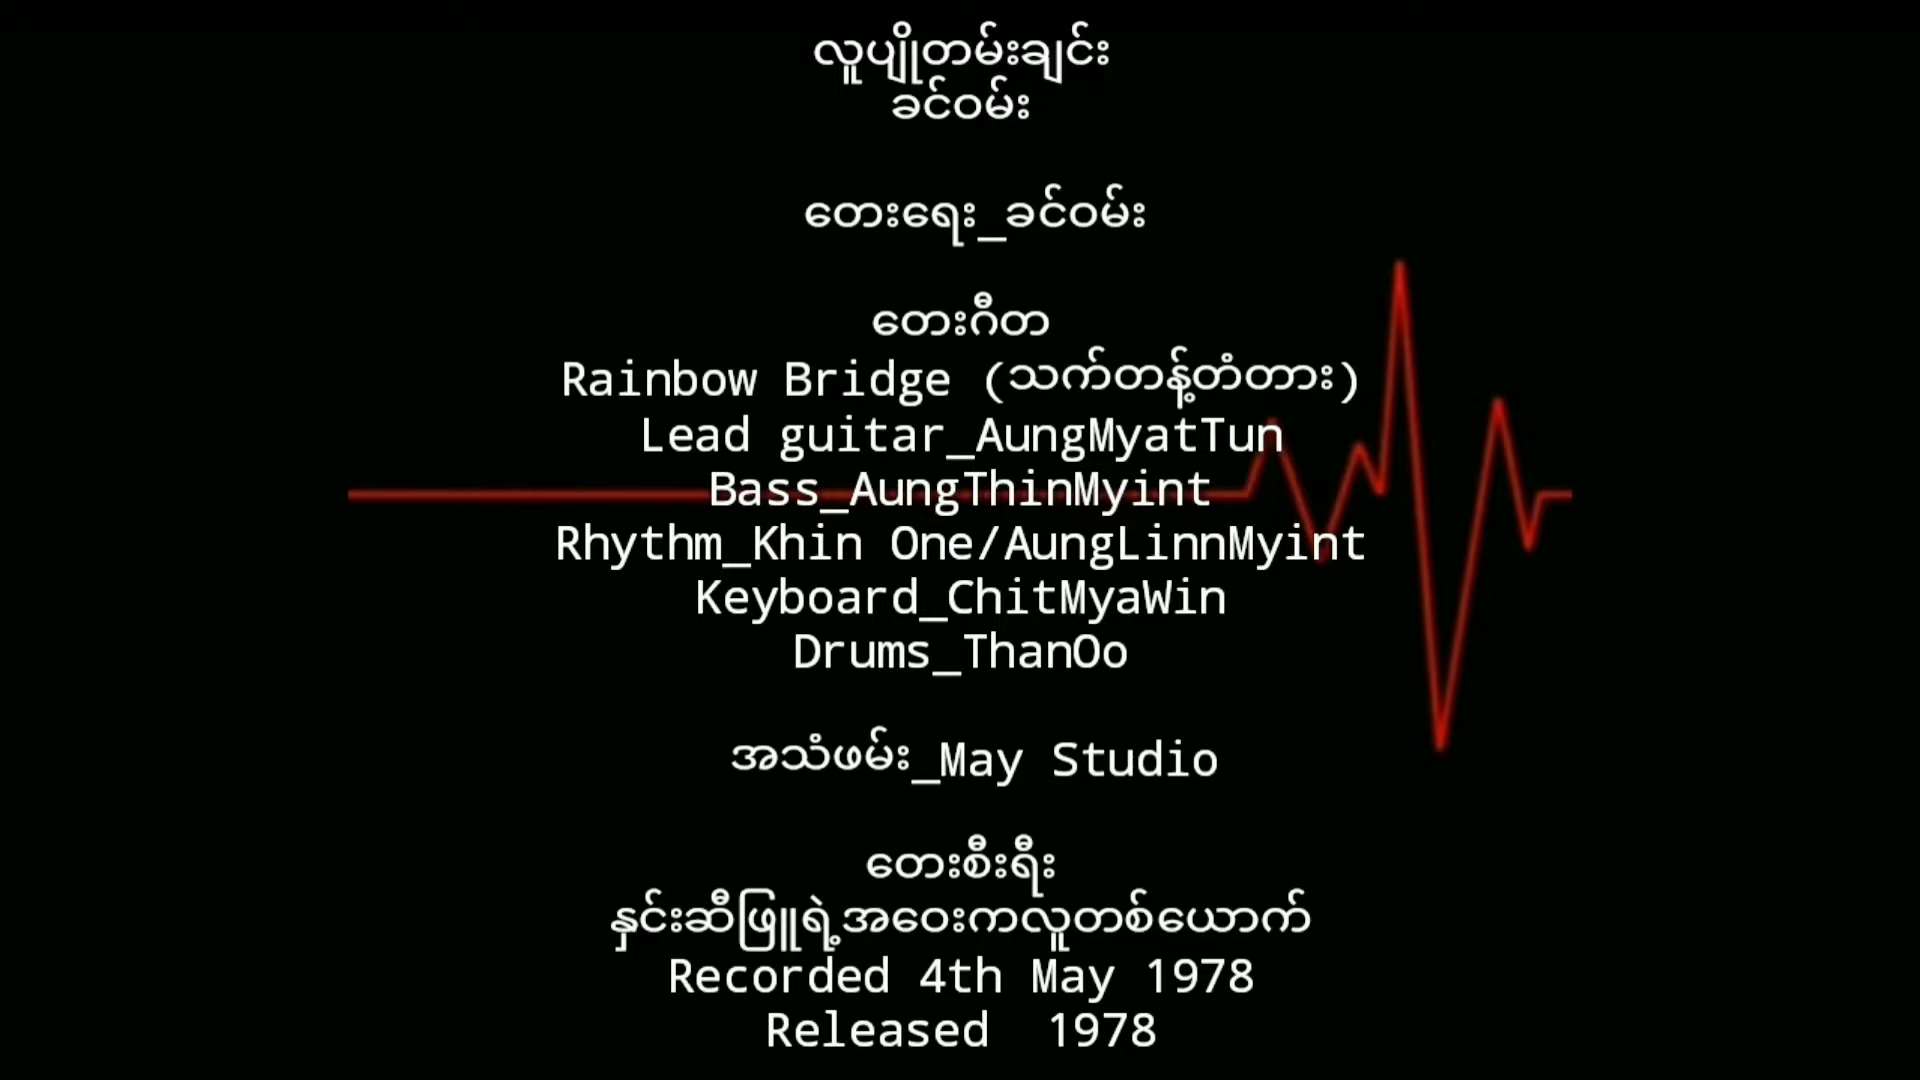 လူပျိုတမ်းချင်း
ခင်ဝမ်း
တေးရေး_ခင်ဝမ်း
တေးဂီတ
Rainbow Bridge (သက်တန့်တံတား)
Lead guitar_AungMyatTun
Bass_AungThinMyint
Rhythm_Khin One/AungLinnMyint
Keyboard_ChitMyaWin
Drums_ThanOo
အသံဖမ်း_May Studio
တေးစီးရီး
နှင်းဆီဖြူရဲ့အဝေးကလူတစ်ယောက်
Recorded 4th May 1978
Released  1978